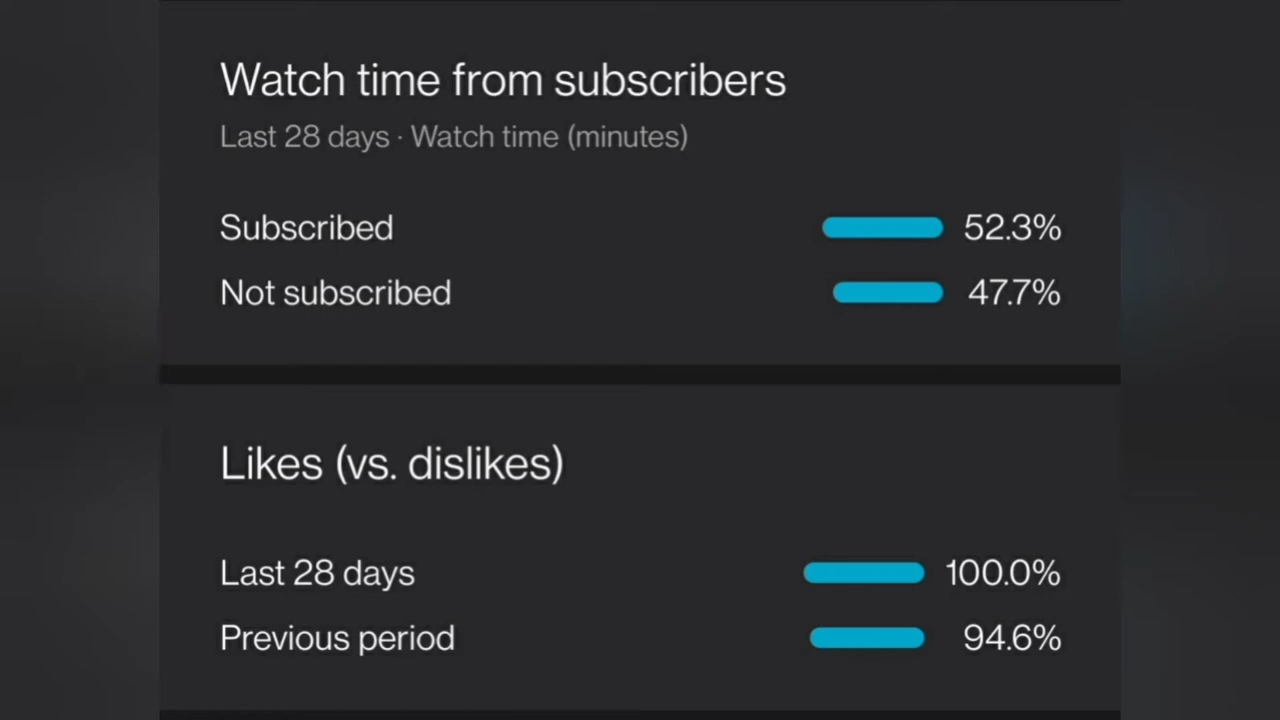 Watch time from subscribers
Last 28 days · Watch time (minutes)
Subscribed 52.3%
Not subscribed 47.7%
Likes (vs. dislikes)
Last 28 days 100.0%
Previous period 94.6%